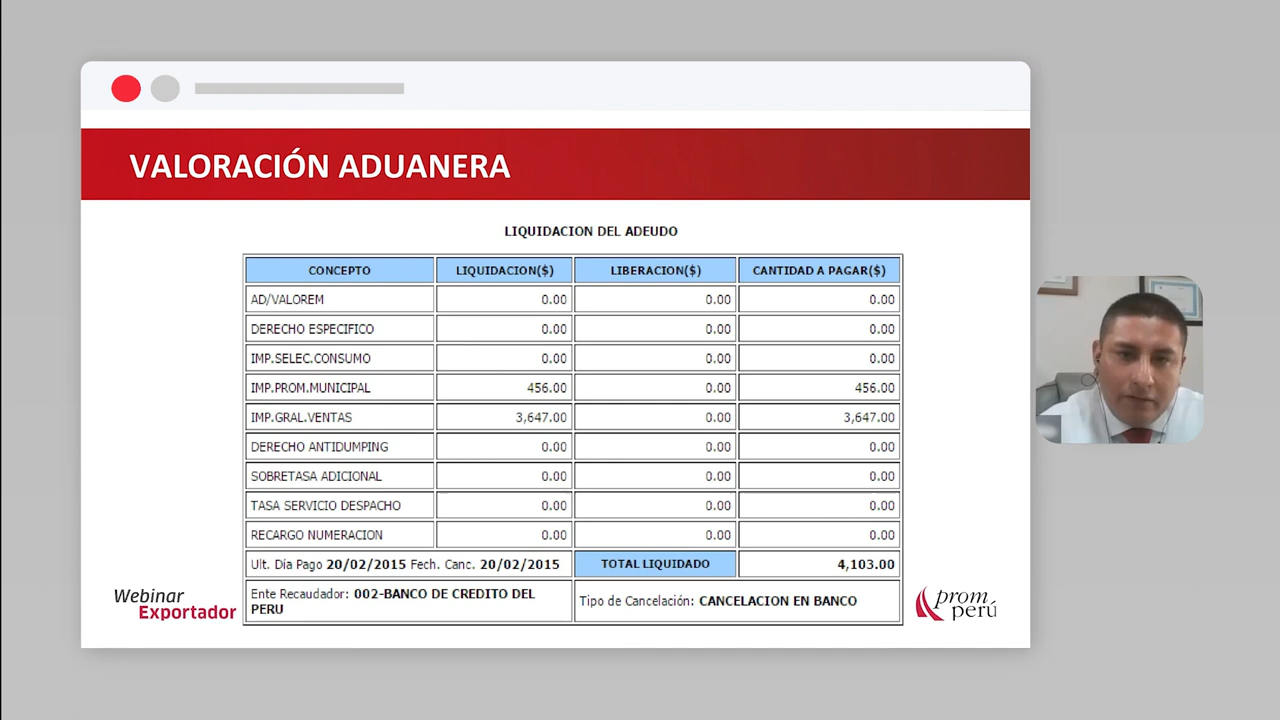 VALORACIÓN ADUANERA
LIQUIDACION DEL ADEUDO
CONCEPTO LIQUIDACION($) LIBERACION($) CANTIDAD A PAGAR($)
AD/VALOREM 0.00 0.00 0.00
DERECHO ESPECIFICO 0.00 0.00 0.00
IMP.SELEC.CONSUMO 0.00 0.00 0.00
IMP.PROM.MUNICIPAL 456.00 0.00 456.00
IMP.GRAL.VENTAS 3,647.00 0.00 3,647.00
DERECHO ANTIDUMPING 0.00 0.00 0.00
SOBRETASA ADICIONAL 0.00 0.00 0.00
TASA SERVICIO DESPACHO 0.00 0.00 0.00
RECARGO NUMERACION 0.00 0.00 0.00
Ult. Día Pago 20/02/2015 Fech. Canc. 20/02/2015 TOTAL LIQUIDADO 4,103.00
Ente Recaudador: 002-BANCO DE CREDITO DEL
PERU
Tipo de Cancelación: CANCELACION EN BANCO
Webinar
Exportador
prom
perú